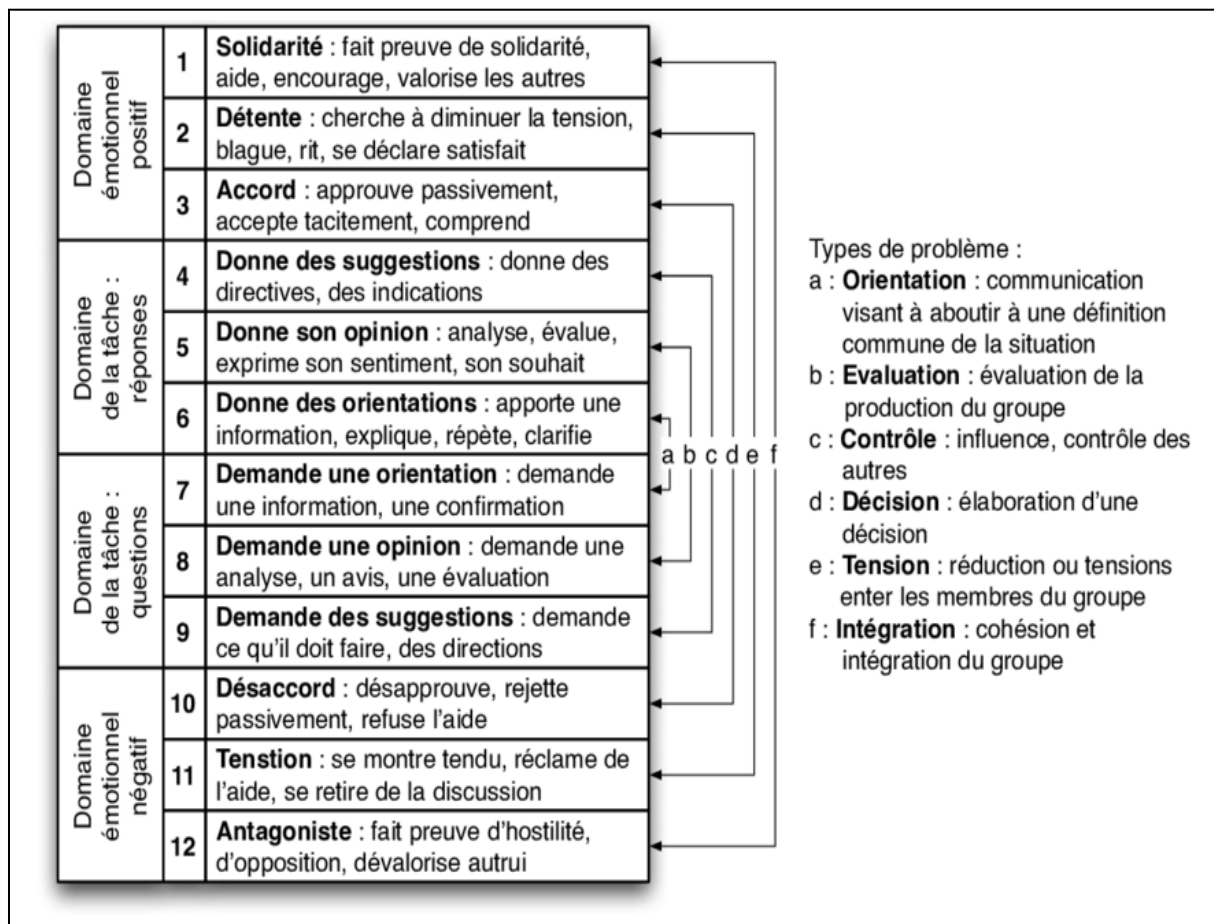 Domaine
émotionnel
positif
1
Solidarité : fait preuve de solidarité,
aide, encourage, valorise les autres
2
Détente : cherche à diminuer la tension,
blague, rit, se déclare satisfait
3
Accord : approuve passivement,
accepte tacitement, comprend
Domaine
de la tâche :
réponses
4
Donne des suggestions : donne des
directives, des indications
5
Donne son opinion : analyse, évalue,
exprime son sentiment, son souhait
6
Donne des orientations : apporte une
information, explique, répète, clarifie
Domaine
de la tâche :
questions
7
Demande une orientation : demande
une information, une confirmation
8
Demande une opinion : demande une
analyse, un avis, une évaluation
9
Demande des suggestions : demande
ce qu'il doit faire, des directions
Domaine
émotionnel
négatif
10
Désaccord : désapprouve, rejette
passivement, refuse l'aide
11
Tenstion : se montre tendu, réclame de
l'aide, se retire de la discussion
12
Antagoniste : fait preuve d'hostilité,
d'opposition, dévalorise autrui
a b c d e f
Types de problème :
a : Orientation : communication
visant à aboutir à une définition
commune de la situation
b : Evaluation : évaluation de la
production du groupe
c : Contrôle : influence, contrôle des
autres
d : Décision : élaboration d'une
décision
e : Tension : réduction ou tensions
enter les membres du groupe
f : Intégration : cohésion et
intégration du groupe